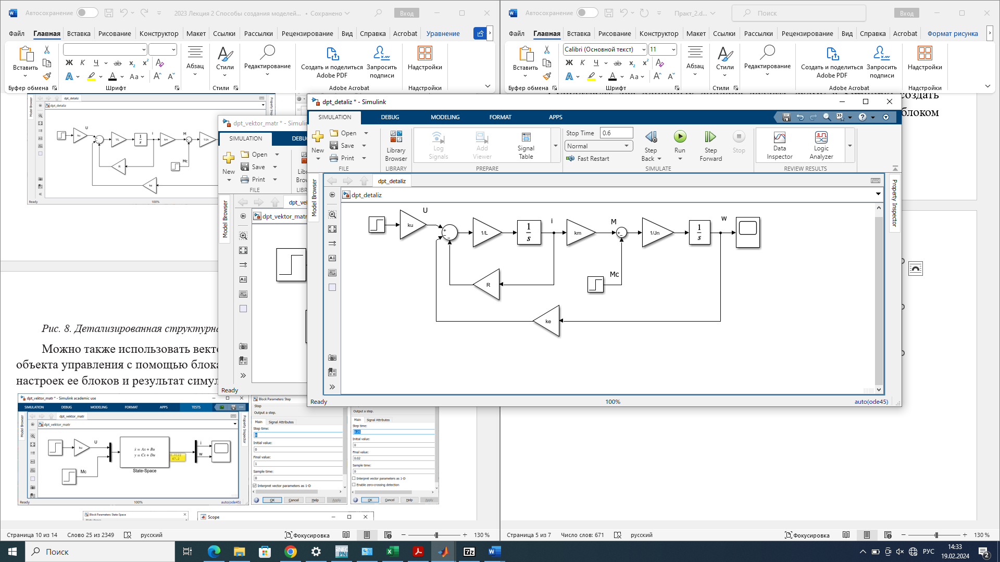 Автосохранение
2023 Лекция 2 Способы создания моделей... • Сохранено
Вход
Файл Главная Вставка Рисование Конструктор Макет Ссылки Рассылки Рецензирование Вид Справка Acrobat Уравнение
Вставить
Буфер обмена
Ж К Ч ab x₂ x²
Aa
Шрифт
Абзац
Стили
Стили
Редактирование
Создать и поделиться Adobe PDF
Запросить подписи
Adobe Acrobat
Надстройки
Надстройки
Автосохранение
Практ_2.d...
Поиск
Вход
Файл Главная Вставка Рисование Конструктор Макет Ссылки Рассылки Рецензирование Вид Справка Acrobat Формат рисунка
Вставить
Буфер обмена
Calibri (Основной текст) 11
Ж К Ч ab x₂ x²
Aa
Шрифт
Абзац
Стили
Стили
Редактирование
Создать и поделиться Adobe PDF
Запросить подписи
Adobe Acrobat
Надстройки
Надстройки
создать
блоком
Model Browser
dpt_detaliz
dpt_detaliz
U
ku
1/L
1
s
i
km
M
1/Jn
R
Mc
ke
Ready
100%
dpt_vektor_matr * - Simulin
SIMULATION
DEBU
New
Open
Save
Print
FILE
Model Browser
dpt_ve
dpt_vektor_matr
Ready
dpt_detaliz * - Simulink
SIMULATION DEBUG MODELING FORMAT APPS
New
Open
Save
Print
FILE
Library Browser
LIBRARY
Log Signals
Add Viewer
Signal Table
PREPARE
Stop Time 0.6
Normal
Fast Restart
Step Back
Run
Step Forward
Stop
SIMULATE
Data Inspector
Logic Analyzer
REVIEW RESULTS
Model Browser
Property Inspector
dpt_detaliz
dpt_detaliz
U
ku
1/L
1
s
i
km
M
1/Jn
1
s
w
R
Mc
ke
Ready
100%
auto(ode45)
Рис. 8. Детализированная структурн
Можно также использовать векто
объекта управления с помощью блока
настроек ее блоков и результат симул
dpt_vektor_matr * - Simulink academic use
SIMULATION DEBUG MODELING FORMAT APPS TESTS
Model Browser
Property Inspector
dpt_vektor_matr
dpt_vektor_matr
ku
U
Mc
ẋ = Ax + Bu
y = Cx + Du
State-Space
0.0122
67.2
i
w
Ready
100%
auto(ode45)
Block Parameters: Step
Step
Output a step.
Main Signal Attributes
Step time:
0
Initial value:
0
Final value:
1
Sample time:
0
Interpret vector parameters as 1-D
OK Cancel Help Apply
Output a step.
Main Signal Attributes
Step time:
0.25
Initial value:
0
Final value:
0.02
Sample time:
0
Interpret vector parameters as 1-D
Enable zero-crossing detection
OK Cancel Help Apply
Block Parameters: State-Space
Scope
Страница 10 из 14 Слово 25 из 2349 русский
Фокусировка
130 %
Страница 5 из 7 Число слов: 671 русский
Фокусировка
130 %
Поиск
РУС
14:33
19.02.2024
2